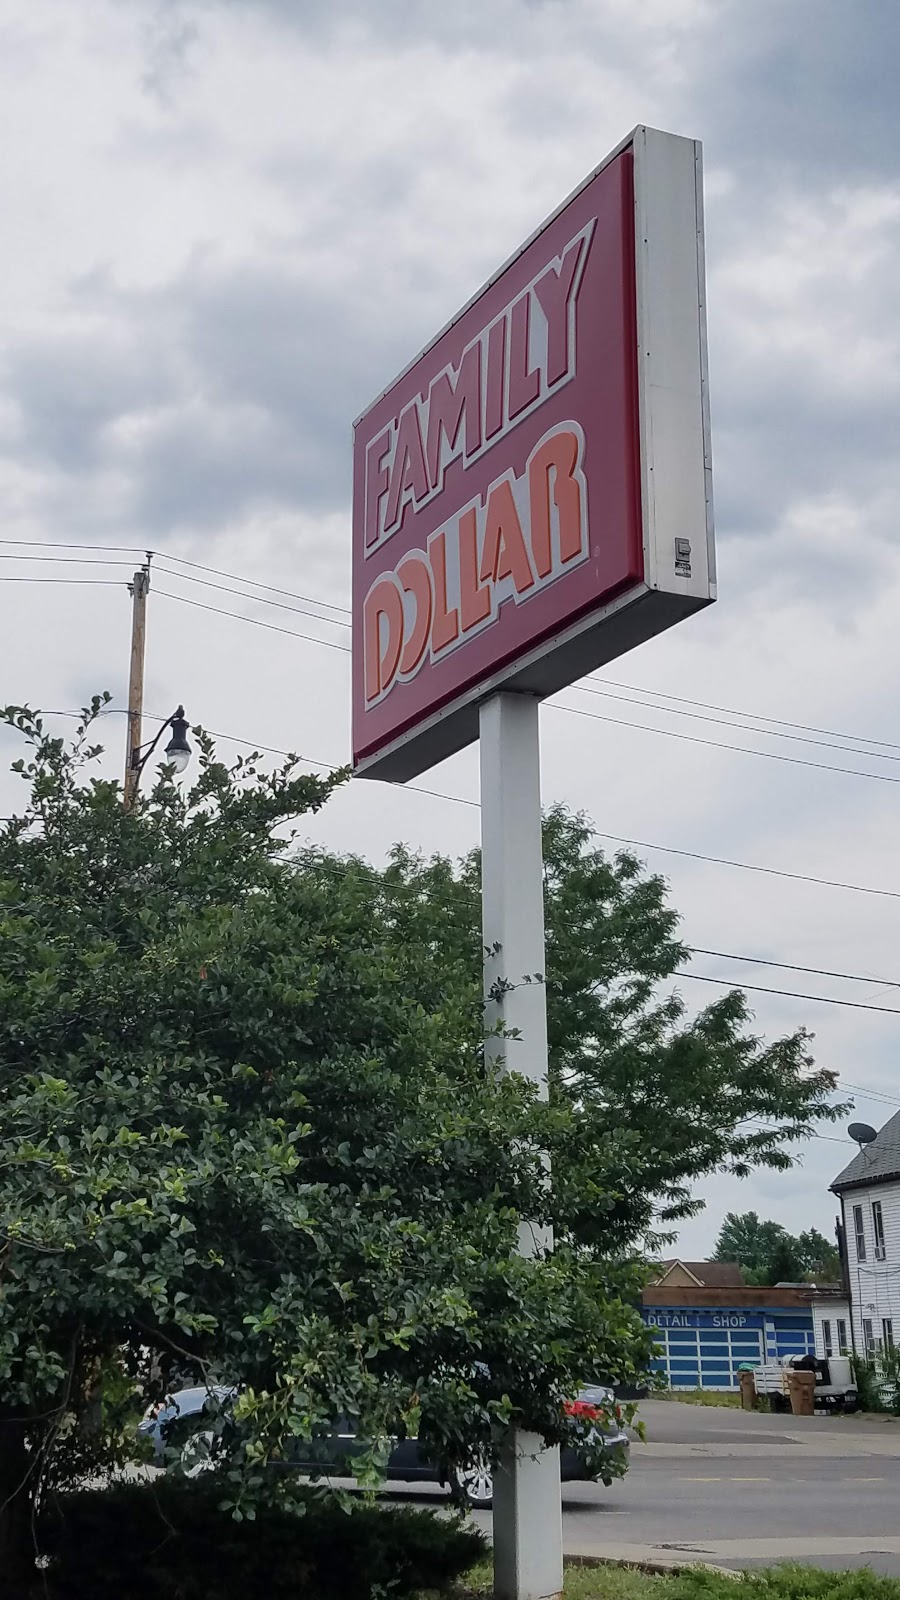 FAMILY
DOLLAR
®
DETAIL SHOP